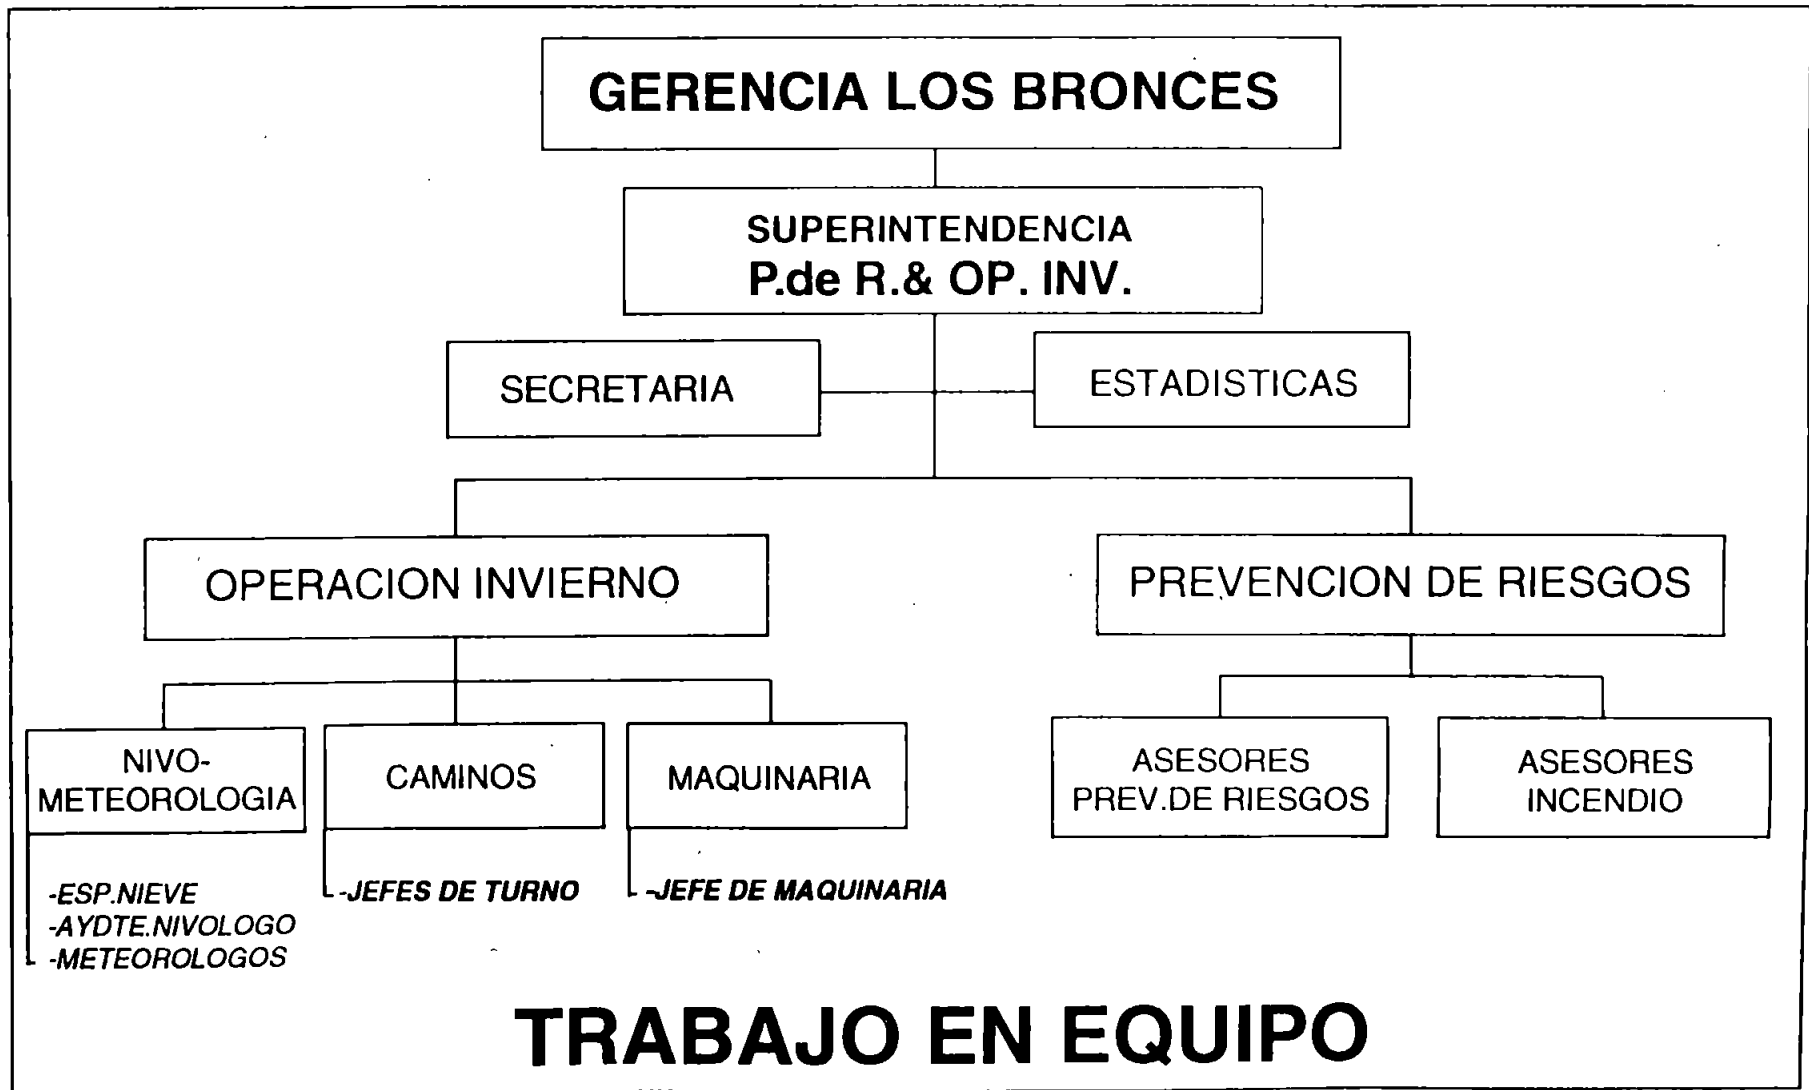 GERENCIA LOS BRONCES
SUPERINTENDENCIA
P.de R.& OP. INV.
SECRETARIA
ESTADISTICAS
OPERACION INVIERNO
PREVENCION DE RIESGOS
NIVO-
METEOROLOGIA
CAMINOS
MAQUINARIA
ASESORES
PREV.DE RIESGOS
ASESORES
INCENDIO
-ESP.NIEVE
-AYDTE.NIVOLOGO
-METEOROLOGOS
-JEFES DE TURNO
-JEFE DE MAQUINARIA
TRABAJO EN EQUIPO